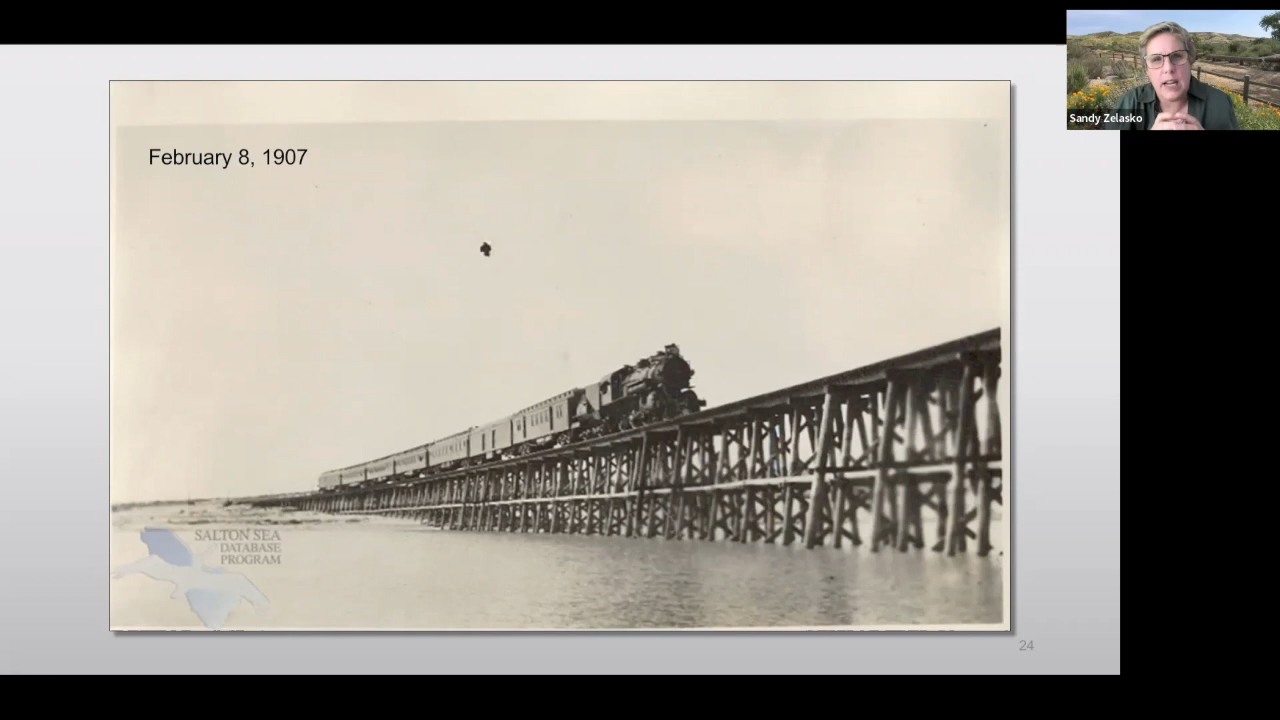 February 8, 1907
SALTON SEA
DATABASE
PROGRAM
24
Sandy Zelasko